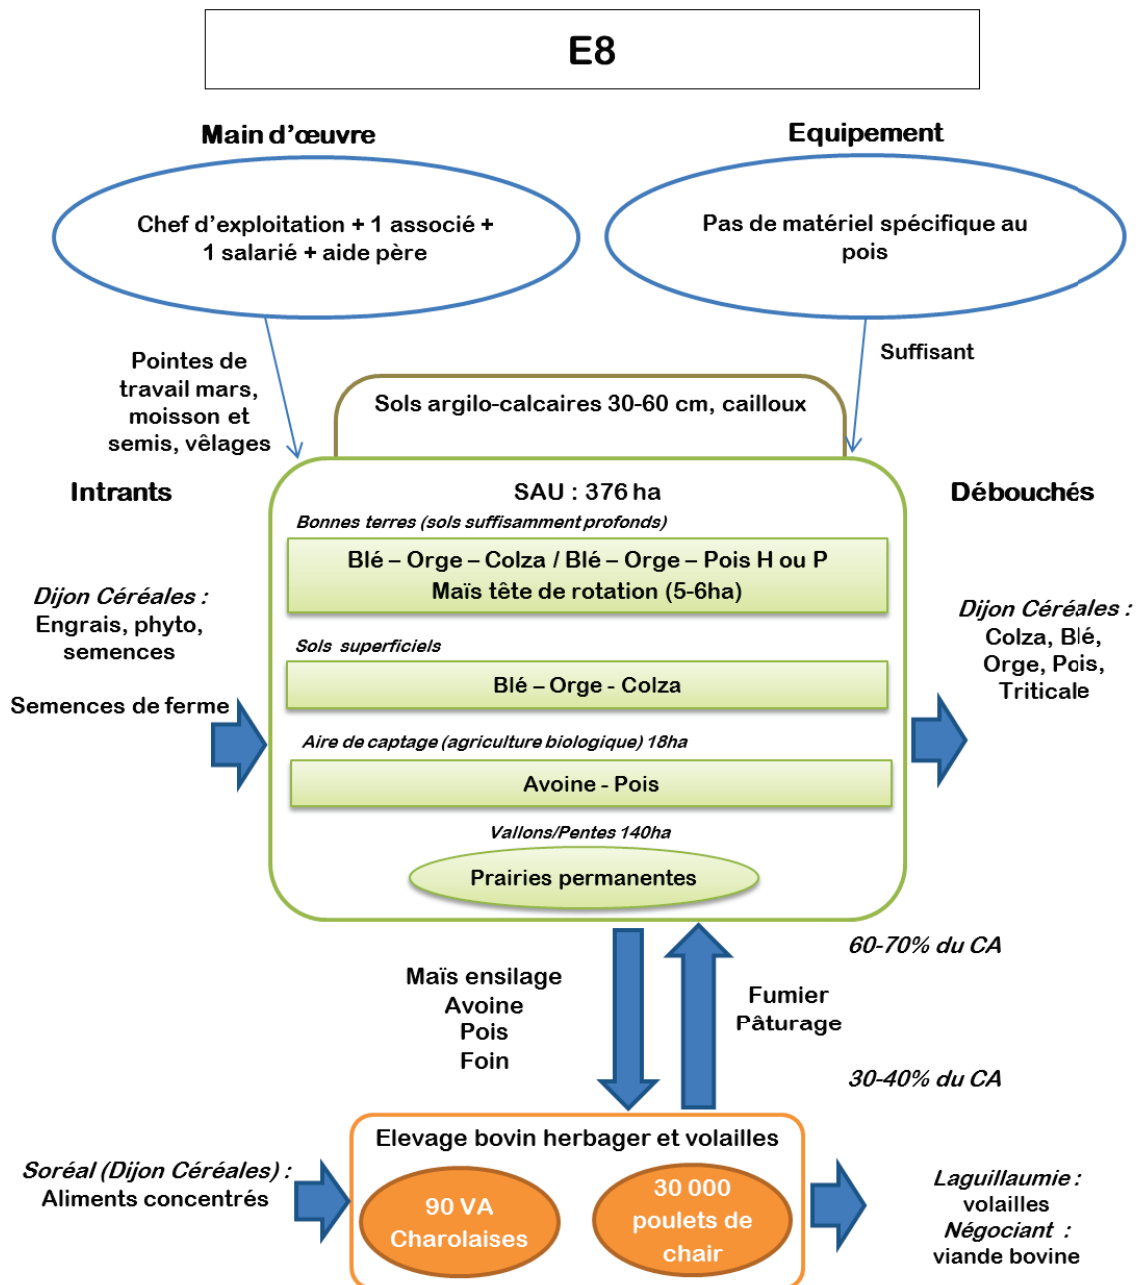 E8
Main d'œuvre
Equipement
Chef d'exploitation + 1 associé +
1 salarié + aide père
Pas de matériel spécifique au
pois
Pointes de
travail mars,
moisson et
semis, vêlages
Suffisant
Sols argilo-calcaires 30-60 cm, cailloux
Intrants
Débouchés
SAU : 376 ha
Bonnes terres (sols suffisamment profonds)
Blé – Orge – Colza / Blé – Orge – Pois H ou P
Maïs tête de rotation (5-6ha)
Dijon Céréales :
Engrais, phyto,
semences
Semences de ferme
Dijon Céréales :
Colza, Blé,
Orge, Pois,
Triticale
Sols superficiels
Blé – Orge - Colza
Aire de captage (agriculture biologique) 18ha
Avoine - Pois
Vallons/Pentes 140ha
Prairies permanentes
60-70% du CA
Maïs ensilage
Avoine
Pois
Foin
Fumier
Pâturage
30-40% du CA
Elevage bovin herbager et volailles
Soréal (Dijon Céréales) :
Aliments concentrés
90 VA
Charolaises
30 000
poulets de
chair
Laguillaumie :
volailles
Négociant :
viande bovine